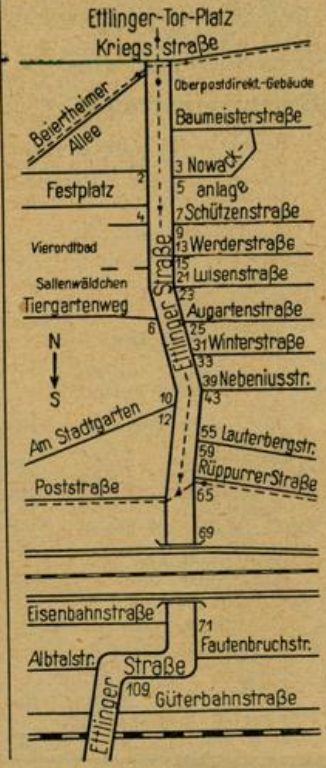 Ettlinger-Tor-Platz
Kriegsstraße
Beiertheimer
Allee
Oberpostdirekt.-Gebäude
Baumeisterstraße
3 Nowack-
2
5 anlage
Festplatz
7 Schützenstraße
4
9
Vierordtbad
13 Werderstraße
15
Sallenwäldchen
21 Luisenstraße
Tiergartenweg
23
Augartenstraße
Ettlinger Straße
6
25
31 Winterstraße
33
N
S
39 Nebeniusstr.
43
10
Am Stadtgarten
12
55 Lauterbergstr.
59
Rüppurrer Straße
Poststraße
65
69
Eisenbahnstraße
71
Fautenbruchstr.
Albtalstr.
Ettlinger Straße
109
Güterbahnstraße